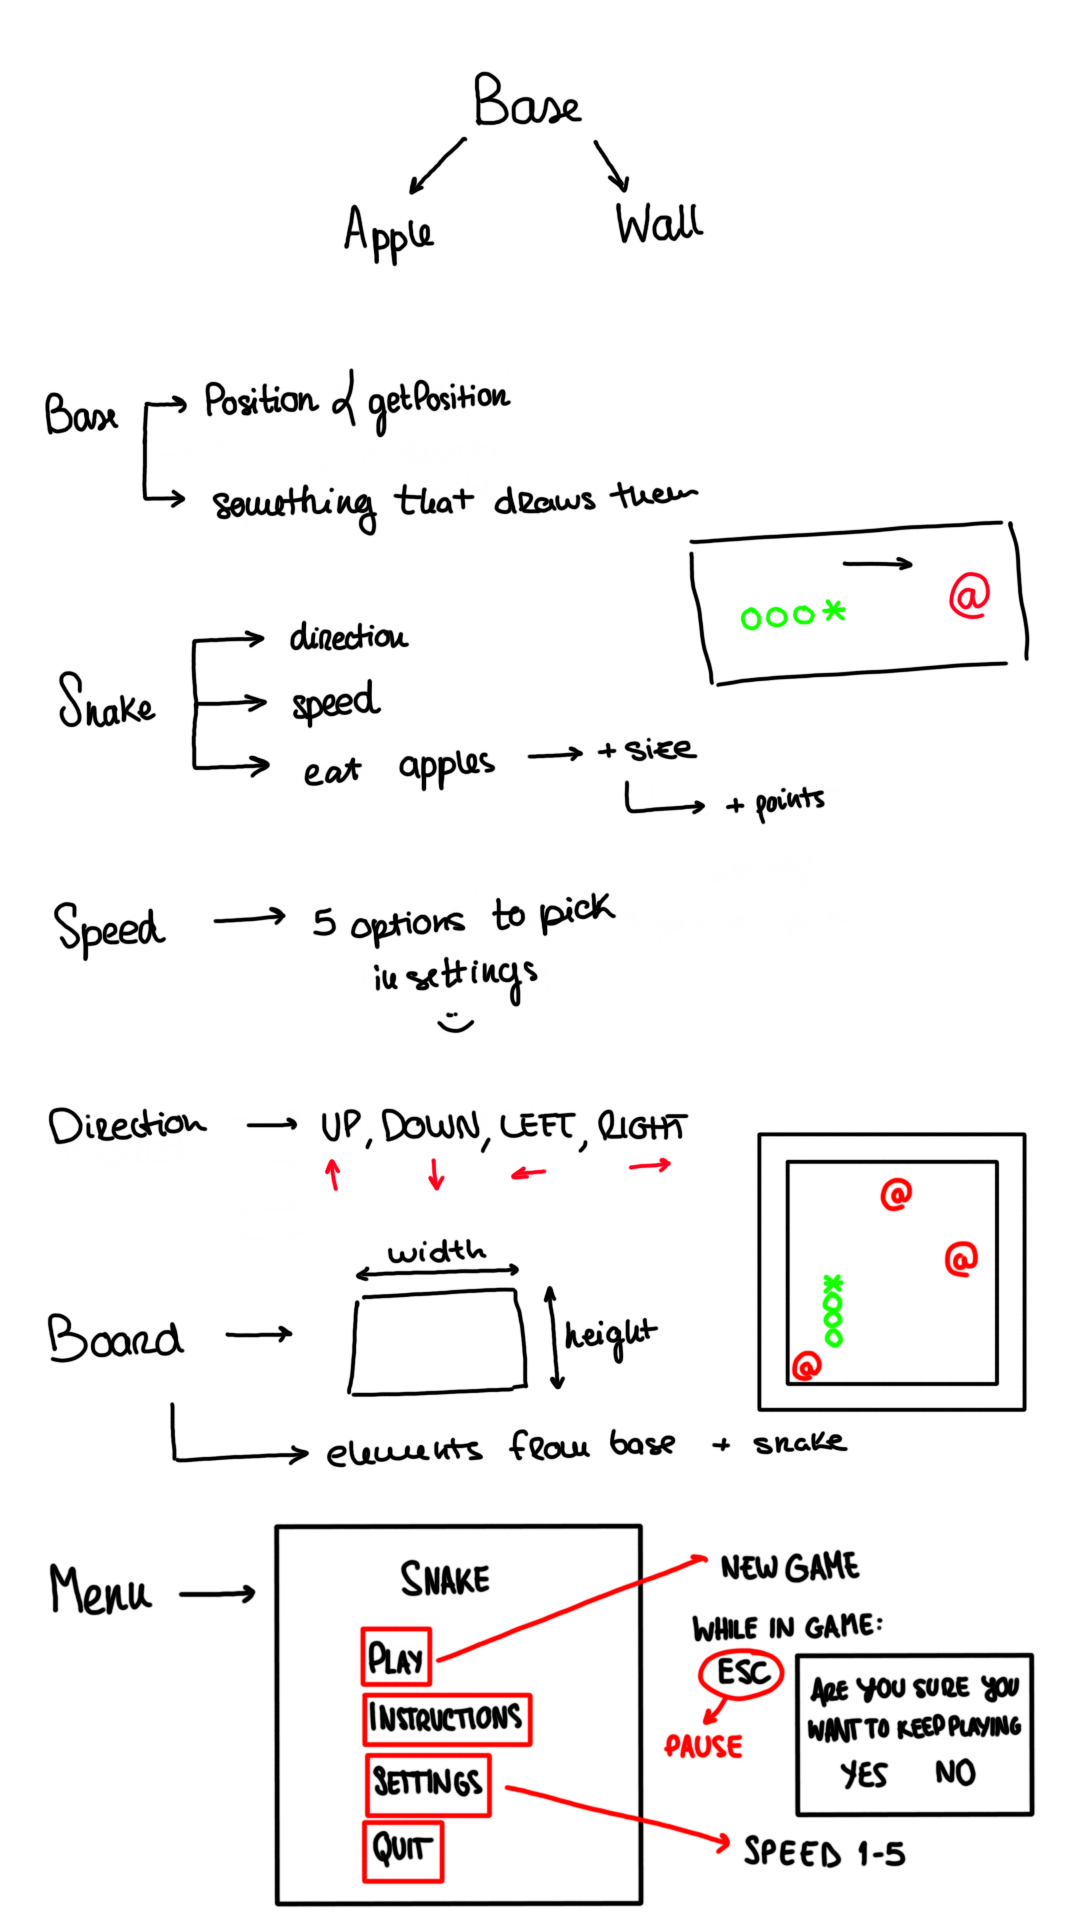 Base
Apple
Wall
Base
Position & getPosition
something that draws them
Snake
direction
speed
eat apples
+ size
+ points
ooo*
@
Speed
5 options to pick
in settings
Direction
UP, DOWN, LEFT, RIGHT
Board
width
height
elements from base + snake
@
@
*
o
o
o
@
Menu
SNAKE
PLAY
INSTRUCTIONS
SETTINGS
QUIT
NEW GAME
WHILE IN GAME:
ESC
PAUSE
ARE YOU SURE YOU
WANT TO KEEP PLAYING
YES NO
SPEED 1-5